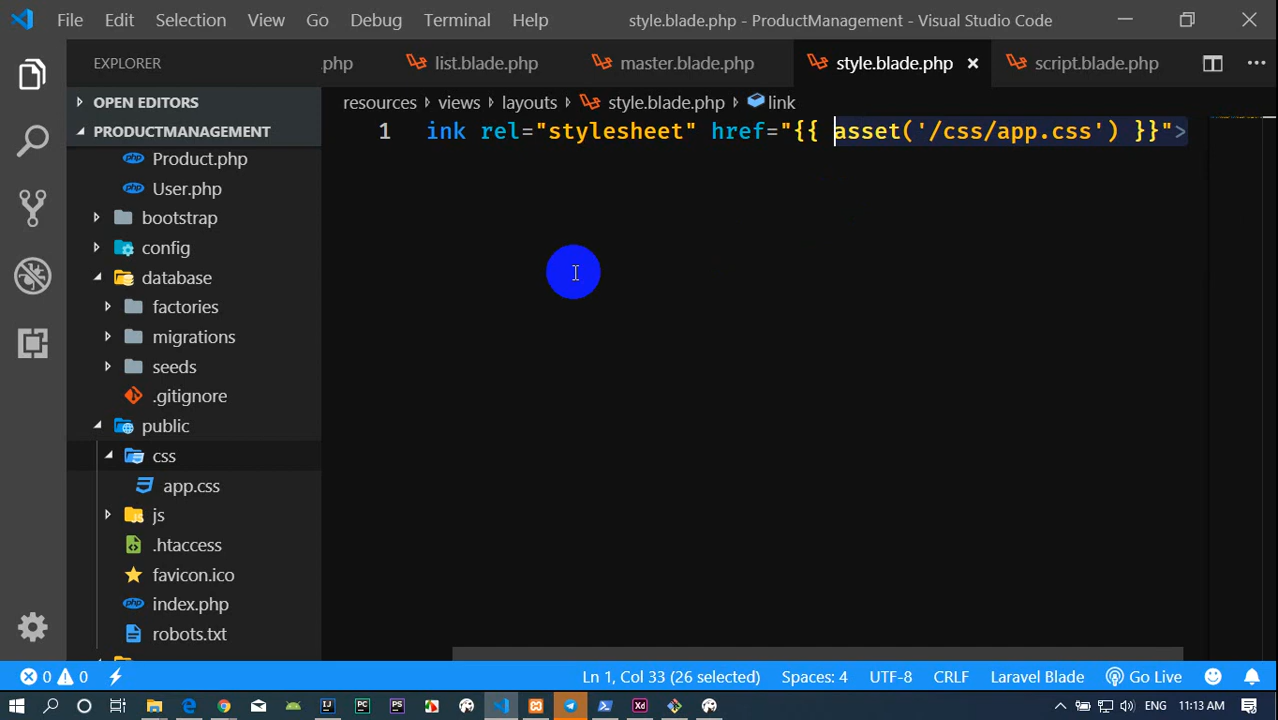 File Edit Selection View Go Debug Terminal Help style.blade.php - ProductManagement - Visual Studio Code
EXPLORER .php list.blade.php master.blade.php style.blade.php script.blade.php
OPEN EDITORS
PRODUCTMANAGEMENT
Product.php
User.php
bootstrap
config
database
factories
migrations
seeds
.gitignore
public
css
app.css
js
.htaccess
favicon.ico
index.php
robots.txt
resources > views > layouts > style.blade.php > link
1 ink rel="stylesheet" href="{{ asset('/css/app.css') }}">
0 0 Ln 1, Col 33 (26 selected) Spaces: 4 UTF-8 CRLF Laravel Blade Go Live
ENG 11:13 AM